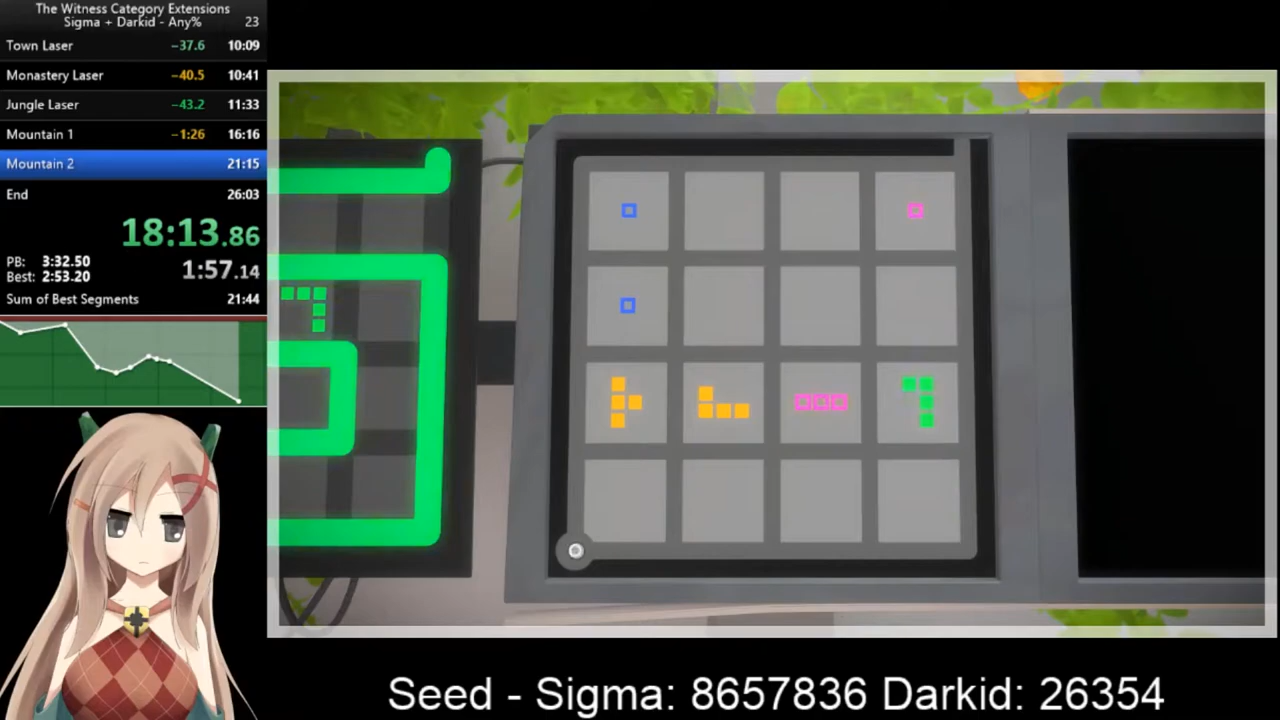 The Witness Category Extensions
Sigma + Darkid - Any% 23
Town Laser -37.6 10:09
Monastery Laser -40.5 10:41
Jungle Laser -43.2 11:33
Mountain 1 -1:26 16:16
Mountain 2 21:15
End 26:03
18:13.86
PB: 3:32.50
Best: 2:53.20
1:57.14
Sum of Best Segments 21:44
Seed - Sigma: 8657836 Darkid: 26354